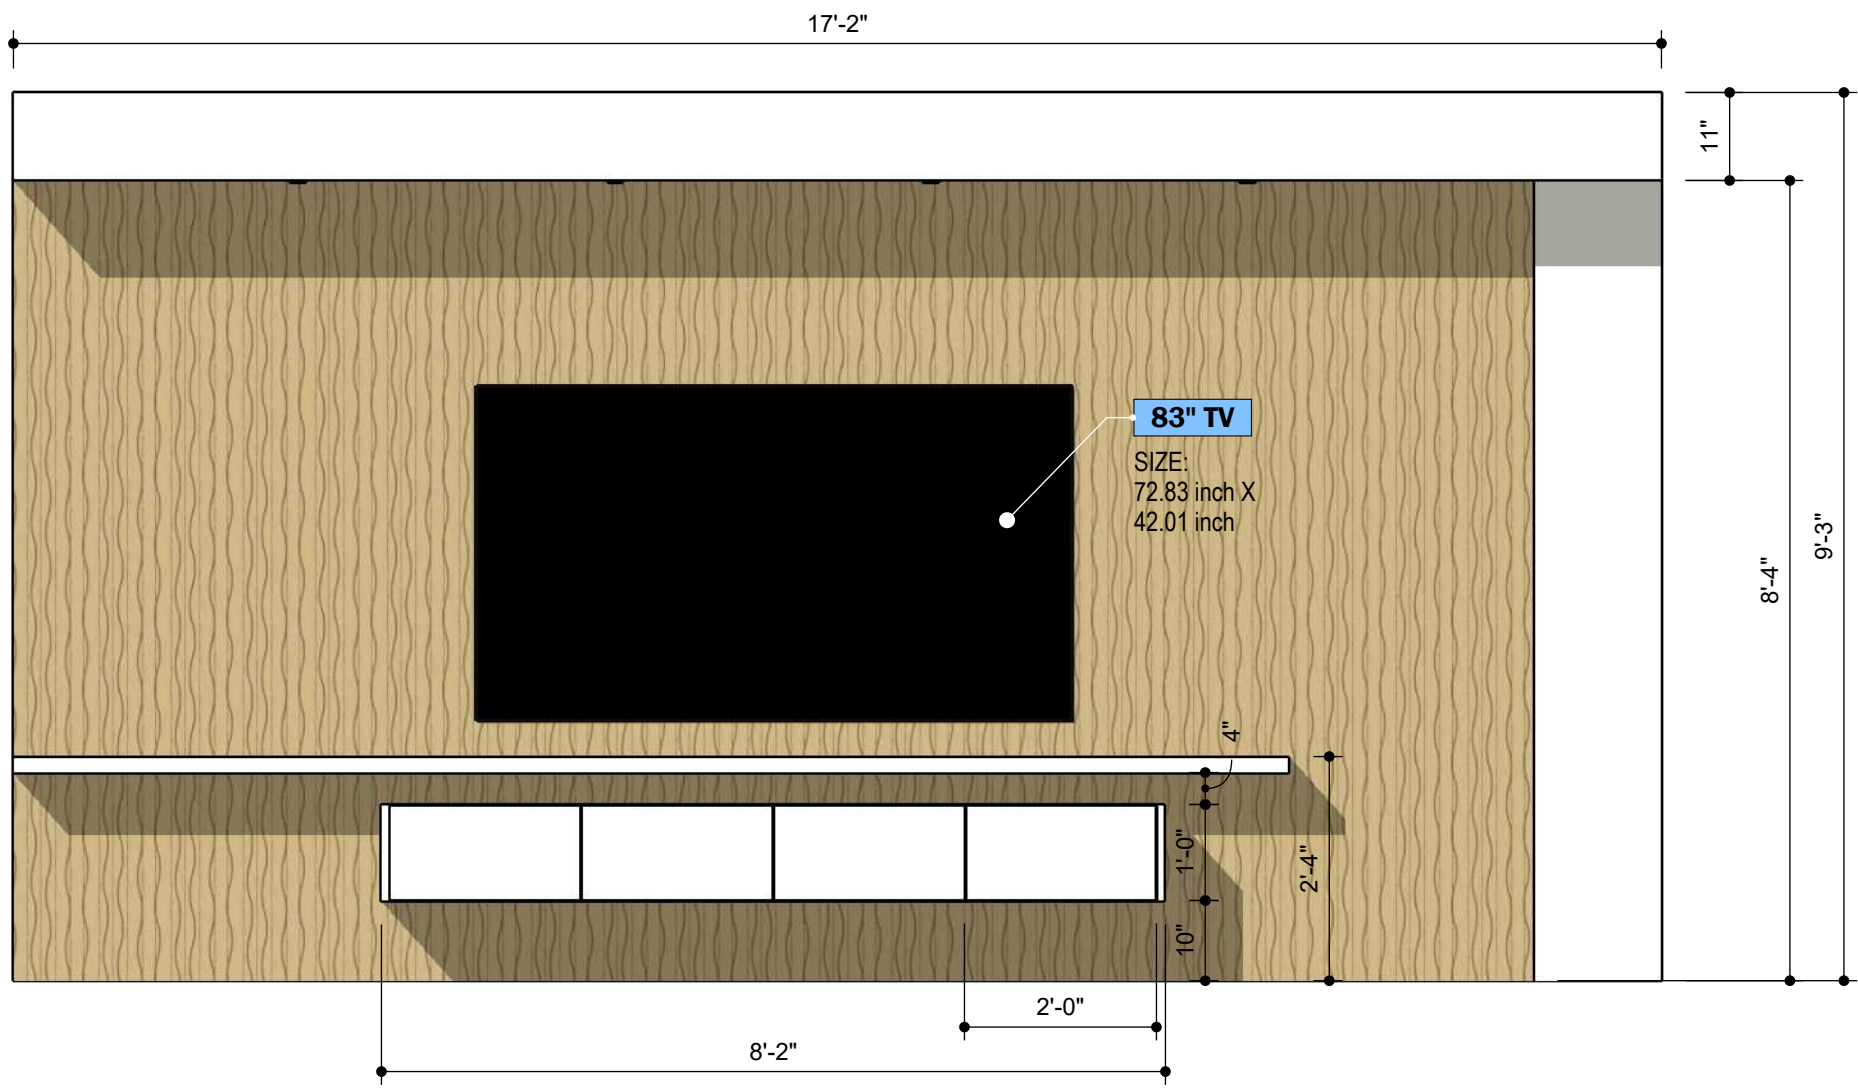 17'-2"
11"
83" TV
SIZE:
72.83 inch X
42.01 inch
9'-3"
8'-4"
4"
1'-0"
2'-4"
10"
2'-0"
8'-2"